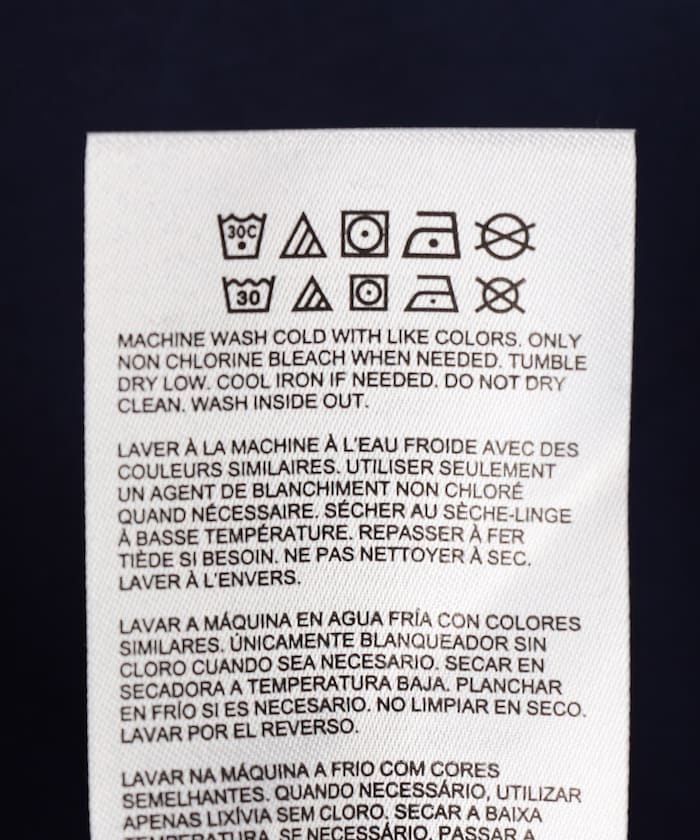 30C
30
MACHINE WASH COLD WITH LIKE COLORS. ONLY
NON CHLORINE BLEACH WHEN NEEDED. TUMBLE
DRY LOW. COOL IRON IF NEEDED. DO NOT DRY
CLEAN. WASH INSIDE OUT.
LAVER À LA MACHINE À L'EAU FROIDE AVEC DES
COULEURS SIMILAIRES. UTILISER SEULEMENT
UN AGENT DE BLANCHIMENT NON CHLORÉ
QUAND NÉCESSAIRE. SÉCHER AU SÈCHE-LINGE
À BASSE TEMPÉRATURE. REPASSER À FER
TIÈDE SI BESOIN. NE PAS NETTOYER À SEC.
LAVER À L'ENVERS.
LAVAR A MÁQUINA EN AGUA FRÍA CON COLORES
SIMILARES. ÚNICAMENTE BLANQUEADOR SIN
CLORO CUANDO SEA NECESARIO. SECAR EN
SECADORA A TEMPERATURA BAJA. PLANCHAR
EN FRÍO SI ES NECESARIO. NO LIMPIAR EN SECO.
LAVAR POR EL REVERSO.
LAVAR NA MÁQUINA A FRIO COM CORES
SEMELHANTES. QUANDO NECESSÁRIO, UTILIZAR
APENAS LIXÍVIA SEM CLORO. SECAR A BAIXA
TEMPERATURA. SE NECESSÁRIO, PASSAR A